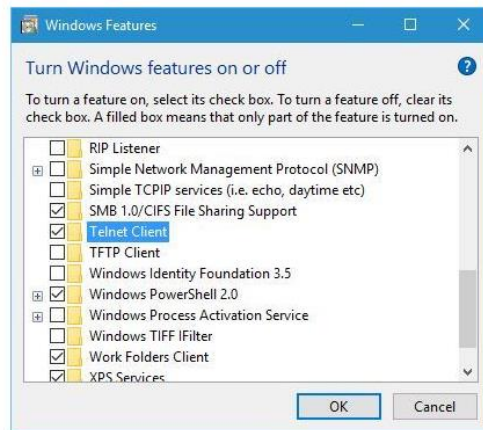 Windows Features
Turn Windows features on or off
To turn a feature on, select its check box. To turn a feature off, clear its
check box. A filled box means that only part of the feature is turned on.
RIP Listener
Simple Network Management Protocol (SNMP)
Simple TCPIP services (i.e. echo, daytime etc)
SMB 1.0/CIFS File Sharing Support
Telnet Client
TFTP Client
Windows Identity Foundation 3.5
Windows PowerShell 2.0
Windows Process Activation Service
Windows TIFF IFilter
Work Folders Client
XPS Services
OK Cancel